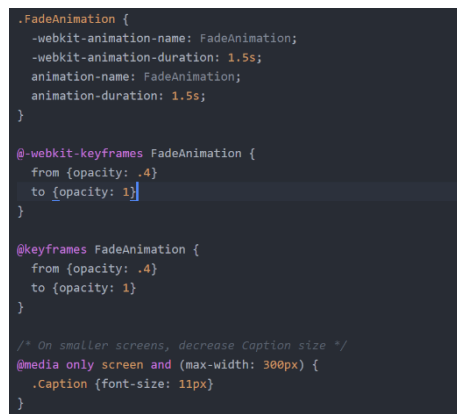 .FadeAnimation {
-webkit-animation-name: FadeAnimation;
-webkit-animation-duration: 1.5s;
animation-name: FadeAnimation;
animation-duration: 1.5s;
}
@-webkit-keyframes FadeAnimation {
from {opacity: .4}
to {opacity: 1}
}
@keyframes FadeAnimation {
from {opacity: .4}
to {opacity: 1}
}
/* On smaller screens, decrease Caption size */
@media only screen and (max-width: 300px) {
.Caption {font-size: 11px}
}